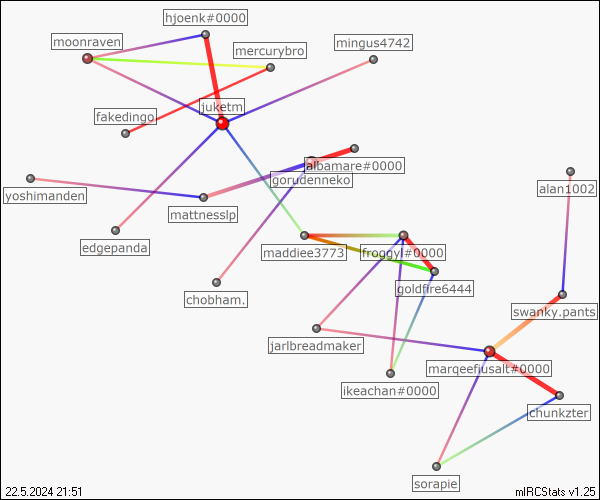 hjoenk#0000
moonraven
mingus4742
mercurybro
juketm
fakedingo
albamare#0000
gorudenneko
alan1002
yoshimanden
mattnesslp
edgepanda
maddiee3773
froggyl#0000
goldfire6444
chobham.
swanky.pants
jarlbreadmaker
marqeefiusalt#0000
ikeachan#0000
chunkzter
sorapie
22.5.2024 21:51
mIRCStats v1.25